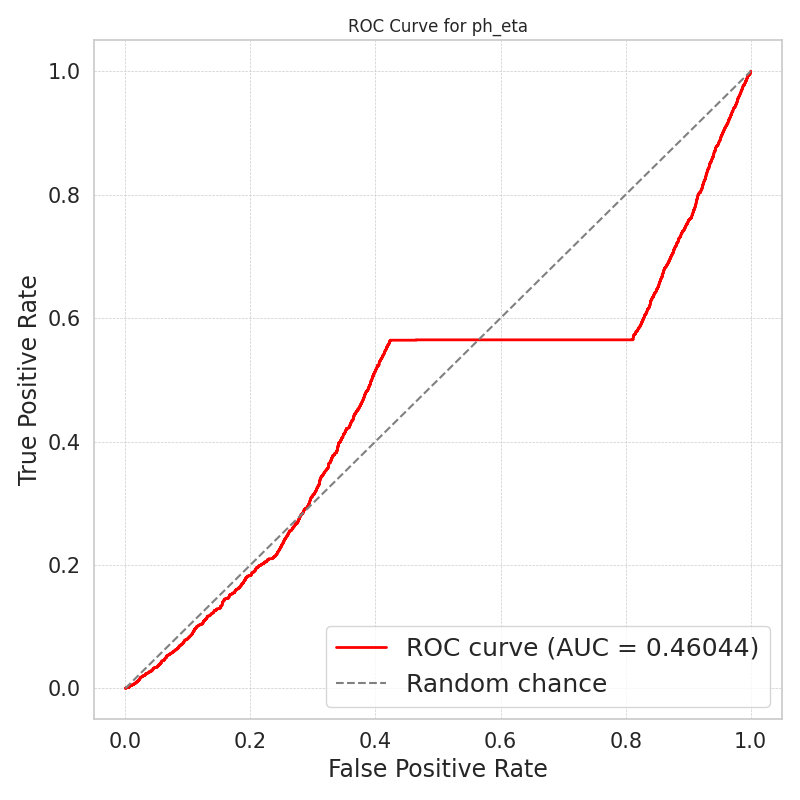 ROC Curve for ph_eta
True Positive Rate
1.0
0.8
0.6
0.4
0.2
0.0
ROC curve (AUC = 0.46044)
Random chance
0.0 0.2 0.4 0.6 0.8 1.0
False Positive Rate